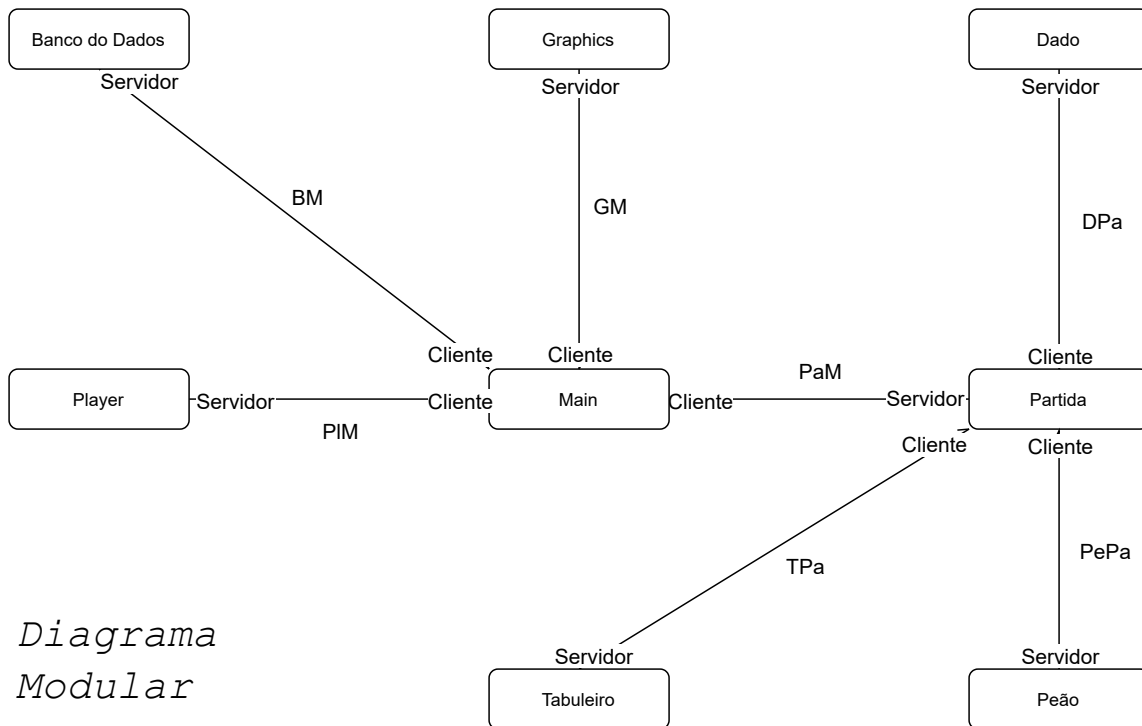 Banco do Dados
Graphics
Dado
Servidor
Servidor
Servidor
BM
GM
DPa
Cliente
Cliente
Cliente
Player
Servidor
Cliente
Main
Cliente
PaM
Servidor
Partida
PlM
Cliente
Cliente
TPa
PePa
Diagrama
Modular
Servidor
Servidor
Tabuleiro
Peão